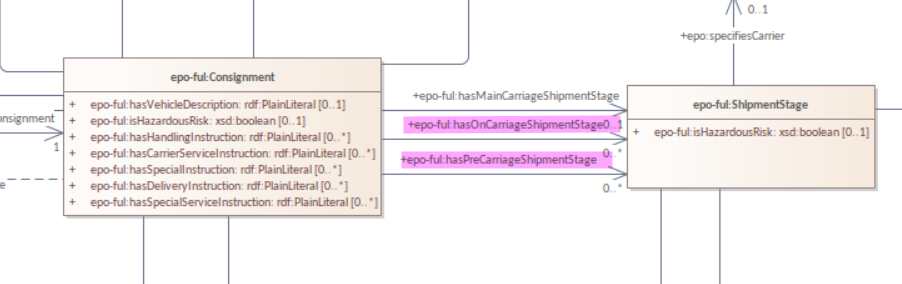 0..1
+epo:specifiesCarrier
epo-ful:Consignment
+ epo-ful:hasVehicleDescription: rdf:PlainLiteral [0..1]
+ epo-ful:isHazardousRisk: xsd:boolean [0..1]
+ epo-ful:hasHandlingInstruction: rdf:PlainLiteral [0..*]
+ epo-ful:hasCarrierServiceInstruction: rdf:PlainLiteral [0..*]
+ epo-ful:hasSpecialInstruction: rdf:PlainLiteral [0..*]
+ epo-ful:hasDeliveryInstruction: rdf:PlainLiteral [0..*]
+ epo-ful:hasSpecialServiceInstruction: rdf:PlainLiteral [0..*]
onsignment
1
e
+epo-ful:hasMainCarriageShipmentStage
+epo-ful:hasOnCarriageShipmentStage0..1
0..*
+epo-ful:hasPreCarriageShipmentStage
0..*
epo-ful:ShipmentStage
+ epo-ful:isHazardousRisk: xsd:boolean [0..1]